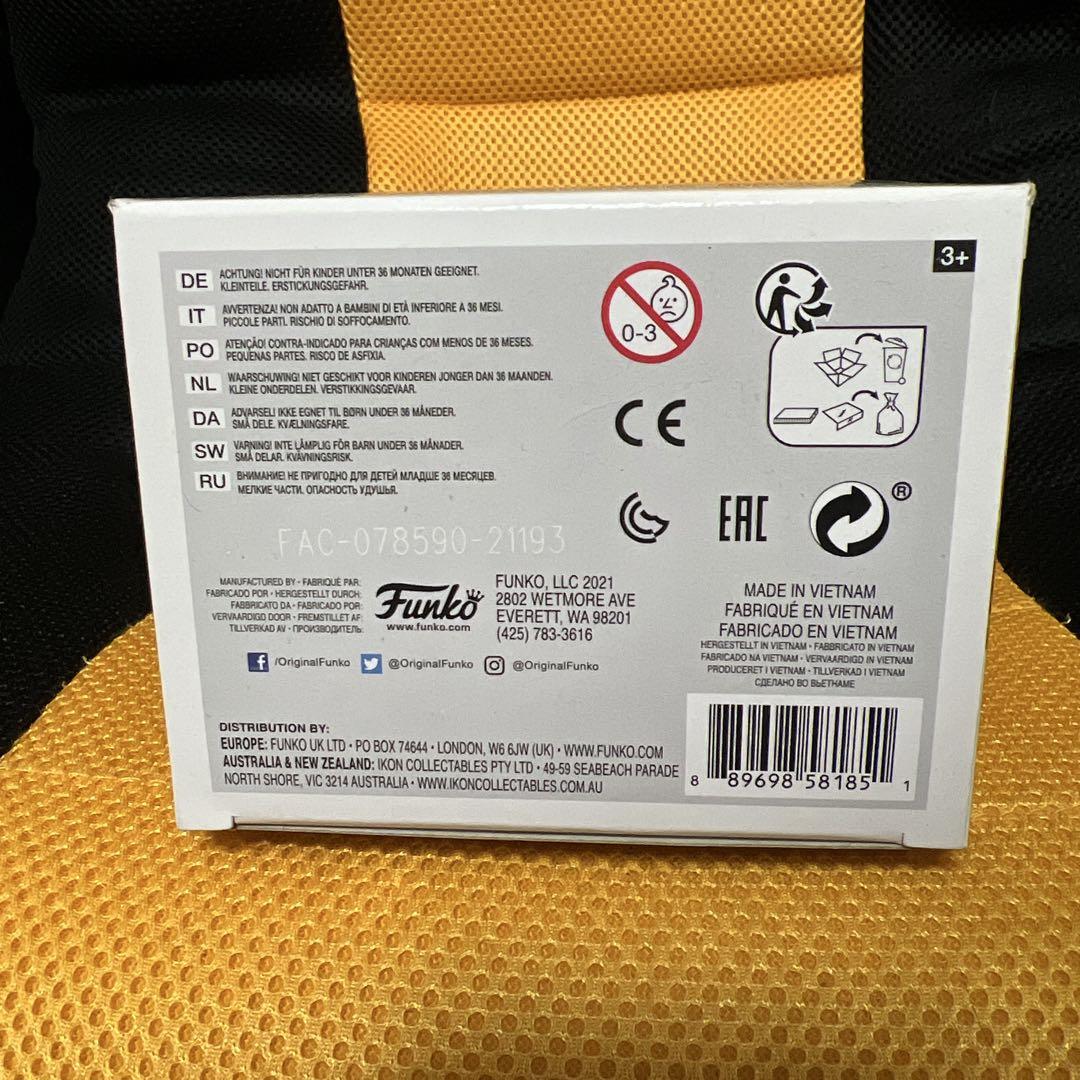 3+
DE ACHTUNG! NICHT FÜR KINDER UNTER 36 MONATEN GEEIGNET.
KLEINTEILE. ERSTICKUNGSGEFAHR.
IT AVVERTENZA! NON ADATTO A BAMBINI DI ETÀ INFERIORE A 36 MESI.
PICCOLE PARTI. RISCHIO DI SOFFOCAMENTO.
PO ATENÇÃO! CONTRA-INDICADO PARA CRIANÇAS COM MENOS DE 36 MESES.
PEQUENAS PARTES. RISCO DE ASFIXIA.
NL WAARSCHUWING! NIET GESCHIKT VOOR KINDEREN JONGER DAN 36 MAANDEN.
KLEINE ONDERDELEN. VERSTIKKINGSGEVAAR.
DA ADVARSEL! IKKE EGNET TIL BØRN UNDER 36 MÅNEDER.
SMÅ DELE. KVÆLNINGSFARE.
SW VARNING! INTE LÄMPLIG FÖR BARN UNDER 36 MÅNADER.
SMÅ DELAR. KVÄVNINGSRISK.
RU ВНИМАНИЕ! НЕ ПРИГОДНО ДЛЯ ДЕТЕЙ МЛАДШЕ 36 МЕСЯЦЕВ.
МЕЛКИЕ ЧАСТИ. ОПАСНОСТЬ УДУШЬЯ.
0-3
CE
EAC
®
FAC-078590-21193
MANUFACTURED BY • FABRIQUÉ PAR:
FABRICADO POR • HERGESTELLT DURCH:
FABBRICATO DA • FABRICADO POR:
VERVAARDIGD DOOR • FREMSTILLET AF:
TILLVERKAD AV • ПРОИЗВОДИТЕЛЬ:
Funko
www.funko.com
FUNKO, LLC 2021
2802 WETMORE AVE
EVERETT, WA 98201
(425) 783-3616
/OriginalFunko @OriginalFunko @OriginalFunko
MADE IN VIETNAM
FABRIQUÉ EN VIETNAM
FABRICADO EN VIETNAM
HERGESTELLT IN VIETNAM • FABBRICATO IN VIETNAM
FABRICADO NA VIETNAM • VERVAARDIGD IN VIETNAM
PRODUCERET I VIETNAM • TILLVERKAD I VIETNAM
СДЕЛАНО ВО ВЬЕТНАМЕ
DISTRIBUTION BY:
EUROPE: FUNKO UK LTD • PO BOX 74644 • LONDON, W6 6JW (UK) • WWW.FUNKO.COM
AUSTRALIA & NEW ZEALAND: IKON COLLECTABLES PTY LTD • 49-59 SEABEACH PARADE
NORTH SHORE, VIC 3214 AUSTRALIA • WWW.IKONCOLLECTABLES.COM.AU
8 89698 58185 1